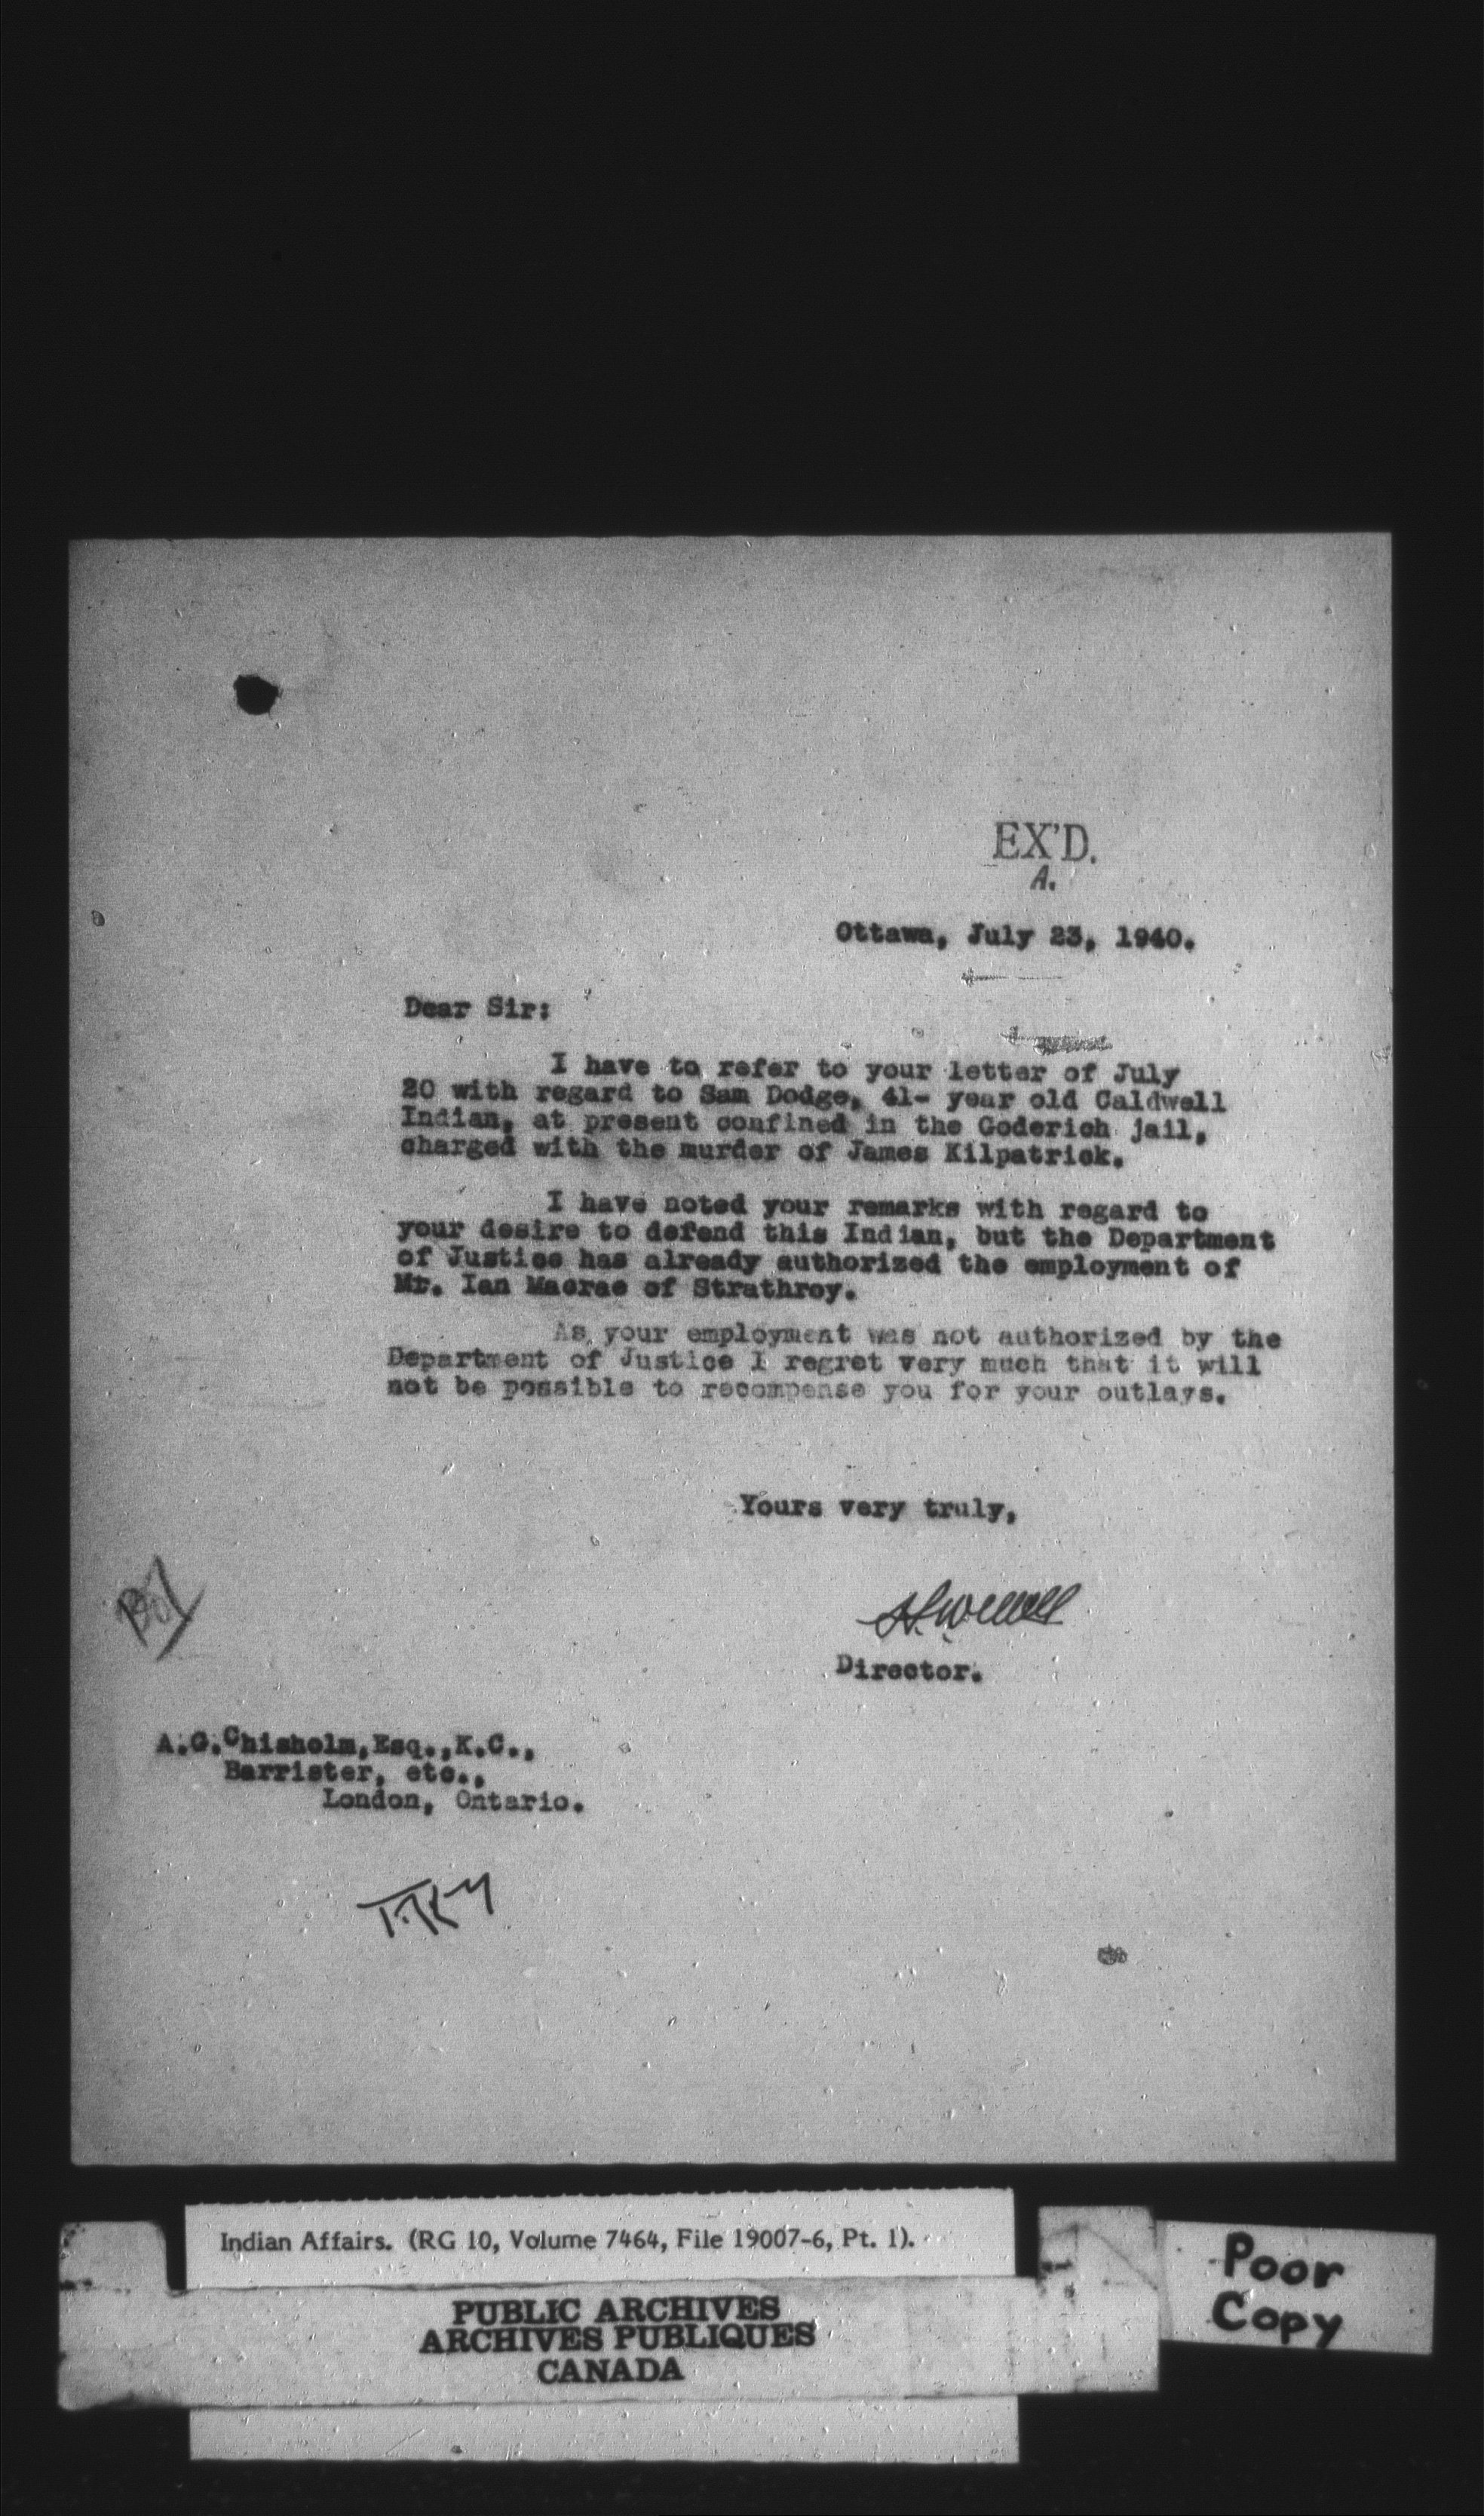 EX'D.
A.
Ottawa, July 23, 1940.
Dear Sir:
I have to refer to your letter of July
20 with regard to Sam Dodge, 41- year old Caldwell
Indian, at present confined in the Goderich jail,
charged with the murder of James Kilpatrick.
I have noted your remarks with regard to
your desire to defend this Indian, but the Department
of Justice has already authorized the employment of
Mr. Ian Macrae of Strathroy.
As your employment was not authorized by the
Department of Justice I regret very much that it will
not be possible to recompense you for your outlays.
Yours very truly,
Director.
A.G.Chisholm,Esq.,K.C.,
Barrister, etc.,
London, Ontario.
Indian Affairs. (RG 10, Volume 7464, File 19007-6, Pt. 1).
PUBLIC ARCHIVES
ARCHIVES PUBLIQUES
CANADA
Poor
Copy